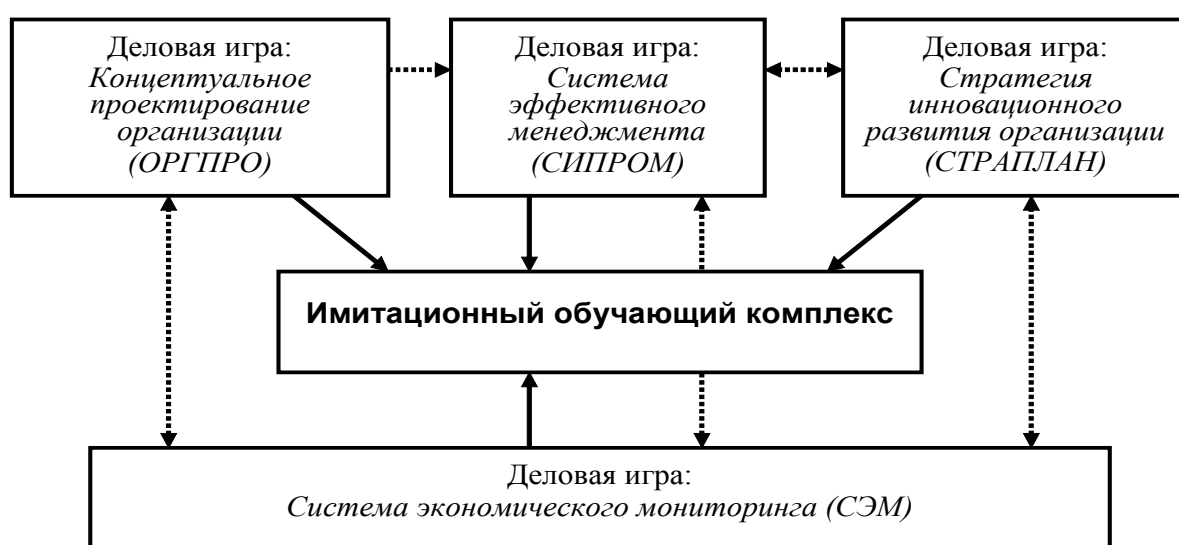 Деловая игра:
Концептуальное
проектирование
организации
(ОРГПРО)
Деловая игра:
Система
эффективного
менеджмента
(СИПРОМ)
Деловая игра:
Стратегия
инновационного
развития организации
(СТРАПЛАН)
Имитационный обучающий комплекс
Деловая игра:
Система экономического мониторинга (СЭМ)